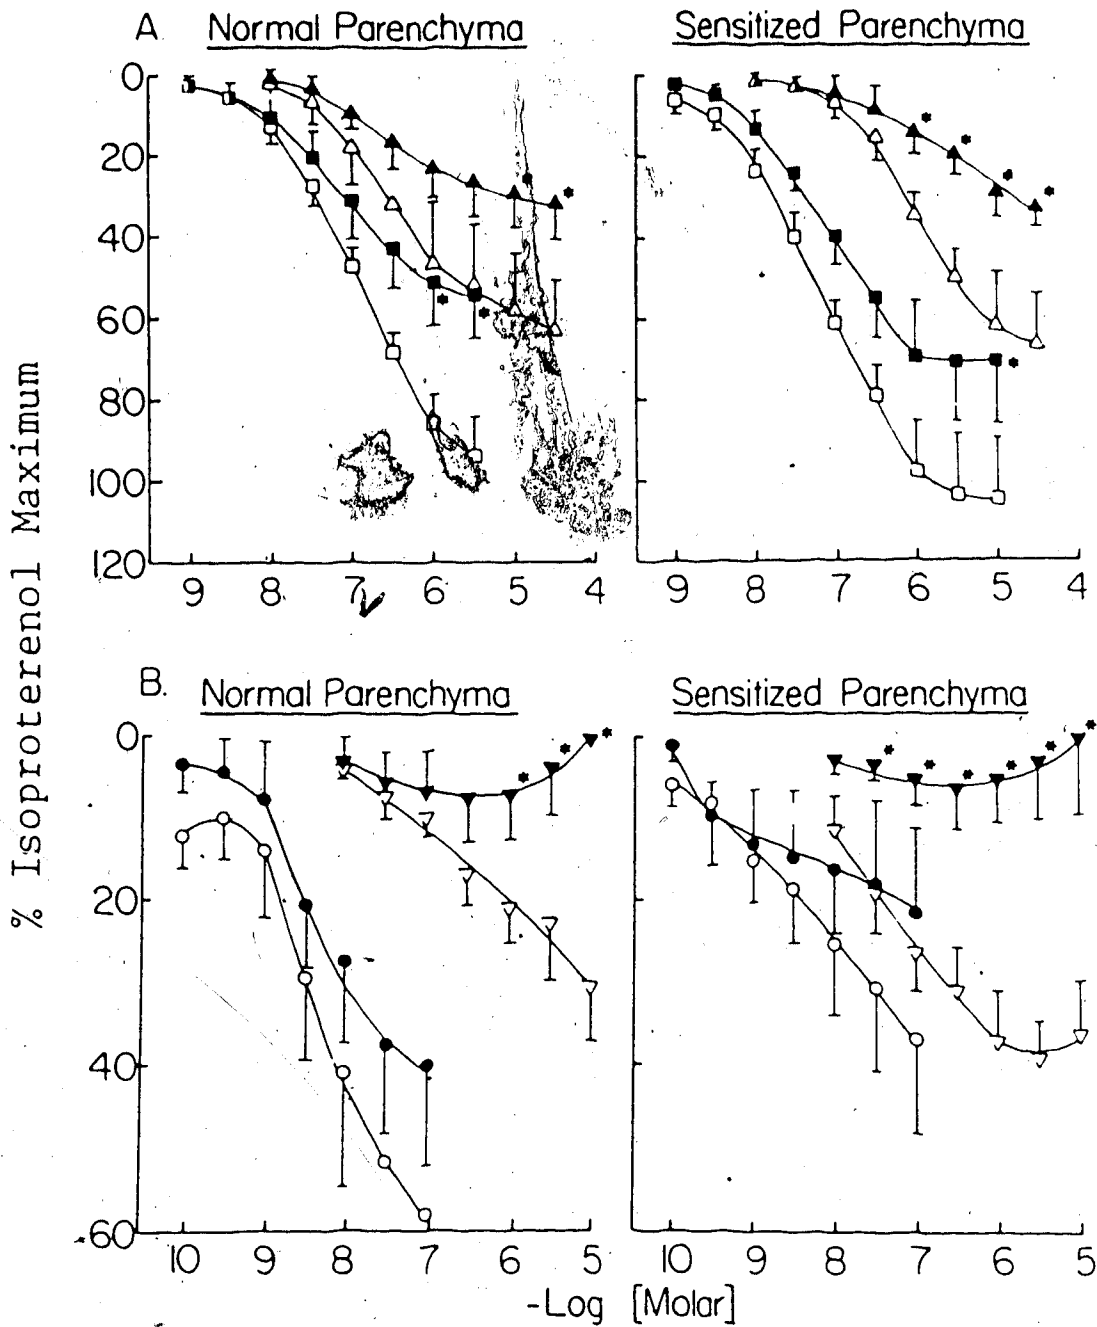 A
Normal Parenchyma
Sensitized Parenchyma
0
20
40
60
80
100
120
9 8 7 6 5 4
9 8 7 6 5 4
% Isoproterenol Maximum
B.
Normal Parenchyma
Sensitized Parenchyma
0
20
40
60
10 9 8 7 6 5
10 9 8 7 6 5
-Log [Molar]